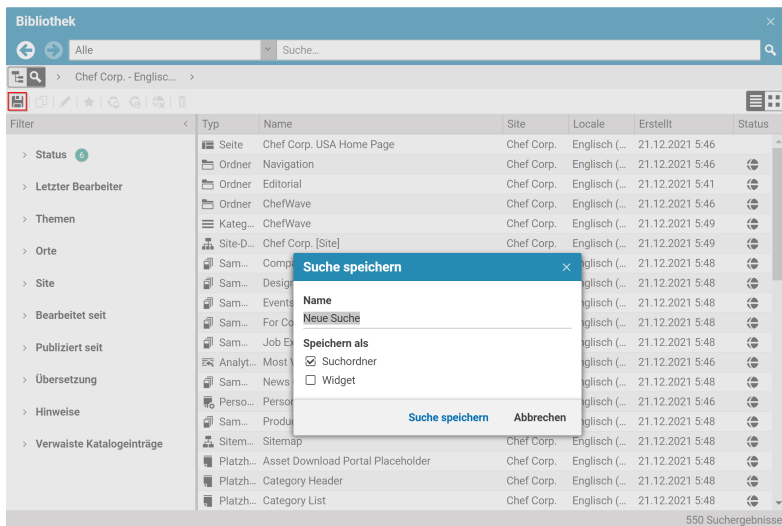 Bibliothek
Alle Suche...
Chef Corp. - Englisc...
Filter Typ Name Site Locale Erstellt Status
Seite Chef Corp. USA Home Page Chef Corp. Englisch (... 21.12.2021 5:46
Status 6
Ordner Navigation Chef Corp. Englisch (... 21.12.2021 5:46
Letzter Bearbeiter
Ordner Editorial Chef Corp. Englisch (... 21.12.2021 5:41
Ordner ChefWave Chef Corp. Englisch (... 21.12.2021 5:46
Themen
Kateg... ChefWave Chef Corp. Englisch (... 21.12.2021 5:49
Orte
Site-D... Chef Corp. [Site] Chef Corp. Englisch (... 21.12.2021 5:49
Sam... Compa nglisch (... 21.12.2021 5:48
Site
Sam... Design nglisch (... 21.12.2021 5:48
Sam... Events nglisch (... 21.12.2021 5:48
Bearbeitet seit
Sam... For Co nglisch (... 21.12.2021 5:48
Publiziert seit
Sam... Job Ex nglisch (... 21.12.2021 5:48
Analyt... Most V nglisch (... 21.12.2021 5:46
Übersetzung
Sam... News nglisch (... 21.12.2021 5:48
Perso... Person nglisch (... 21.12.2021 5:46
Hinweise
Sam... Produc nglisch (... 21.12.2021 5:48
Verwaiste Katalogeinträge
Sitem... Sitemap Chef Corp. Englisch (... 21.12.2021 5:48
Platzh... Asset Download Portal Placeholder Chef Corp. Englisch (... 21.12.2021 5:48
Platzh... Category Header Chef Corp. Englisch (... 21.12.2021 5:48
Platzh... Category List Chef Corp. Englisch (... 21.12.2021 5:48
550 Suchergebnisse
Suche speichern
Name
Neue Suche
Speichern als
Suchordner
Widget
Suche speichern Abbrechen